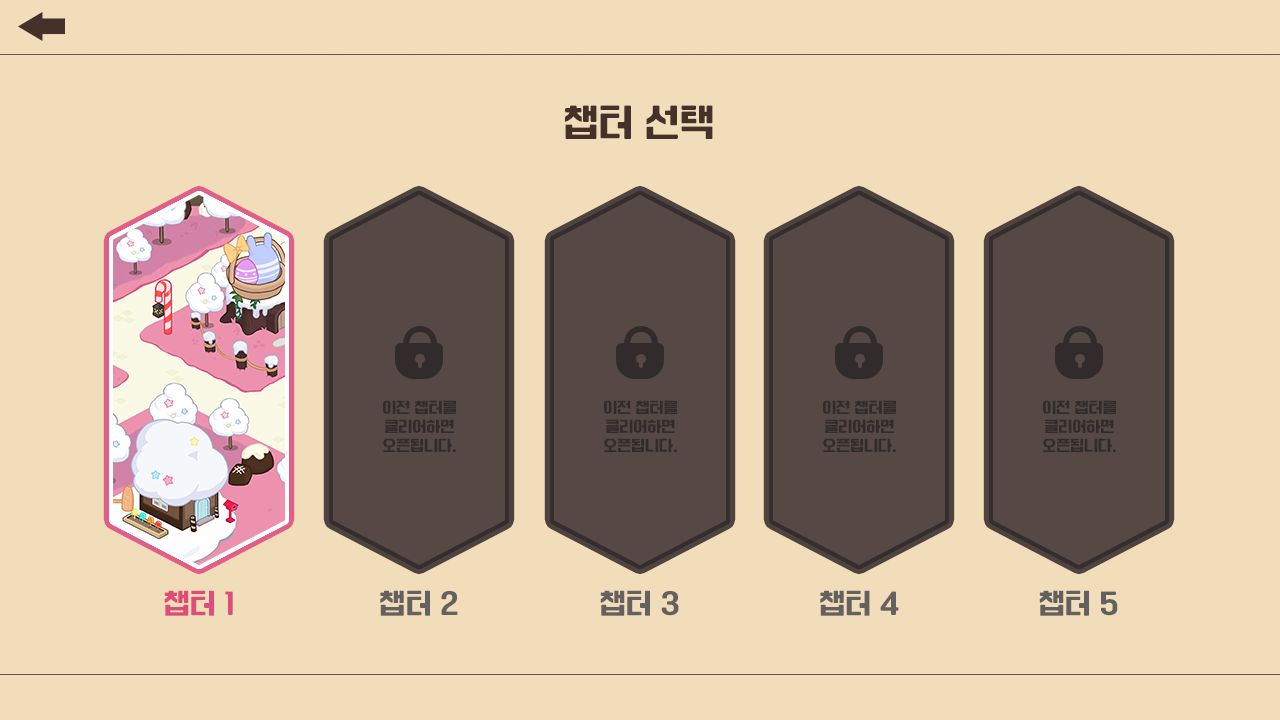 챕터 선택
이전 챕터를
클리어하면
오픈됩니다.
이전 챕터를
클리어하면
오픈됩니다.
이전 챕터를
클리어하면
오픈됩니다.
이전 챕터를
클리어하면
오픈됩니다.
챕터 1
챕터 2
챕터 3
챕터 4
챕터 5